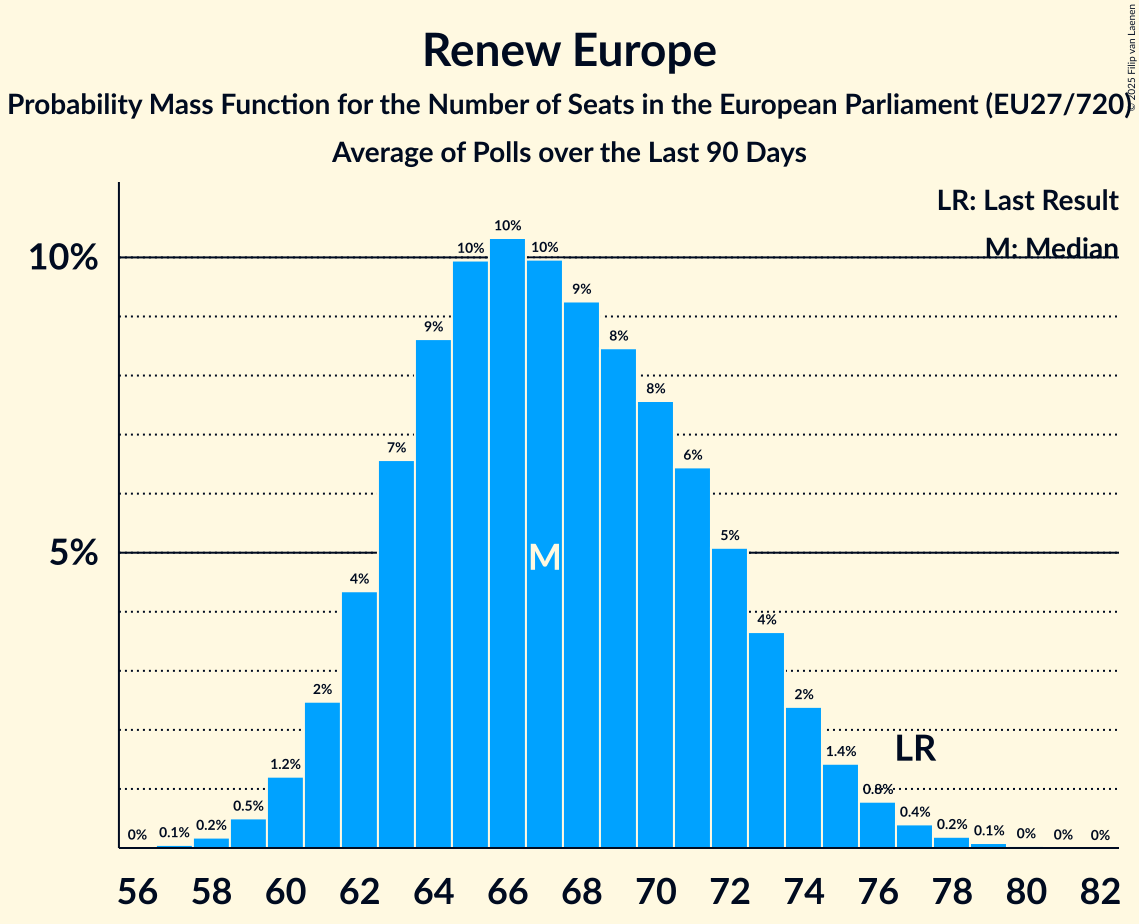 Renew Europe
© 2025 Filip van Laenen
Probability Mass Function for the Number of Seats in the European Parliament (EU27/720)
Average of Polls over the Last 90 Days
LR: Last Result
M: Median
10%
5%
0% 0.1% 0.2% 0.5% 1.2% 2% 4% 7% 9% 10% 10% 10% 9% 8% 8% 6% 5% 4% 2% 1.4% 0.8% 0.4% 0.2% 0.1% 0% 0% 0%
M
LR
56 58 60 62 64 66 68 70 72 74 76 78 80 82